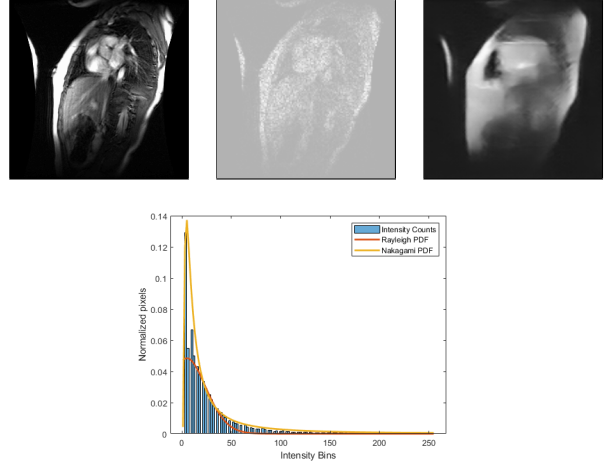 0.14
0.12
0.1
0.08
0.06
0.04
0.02
0
Normalized pixels
Intensity Counts
Rayleigh PDF
Nakagami PDF
0 50 100 150 200 250
Intensity Bins